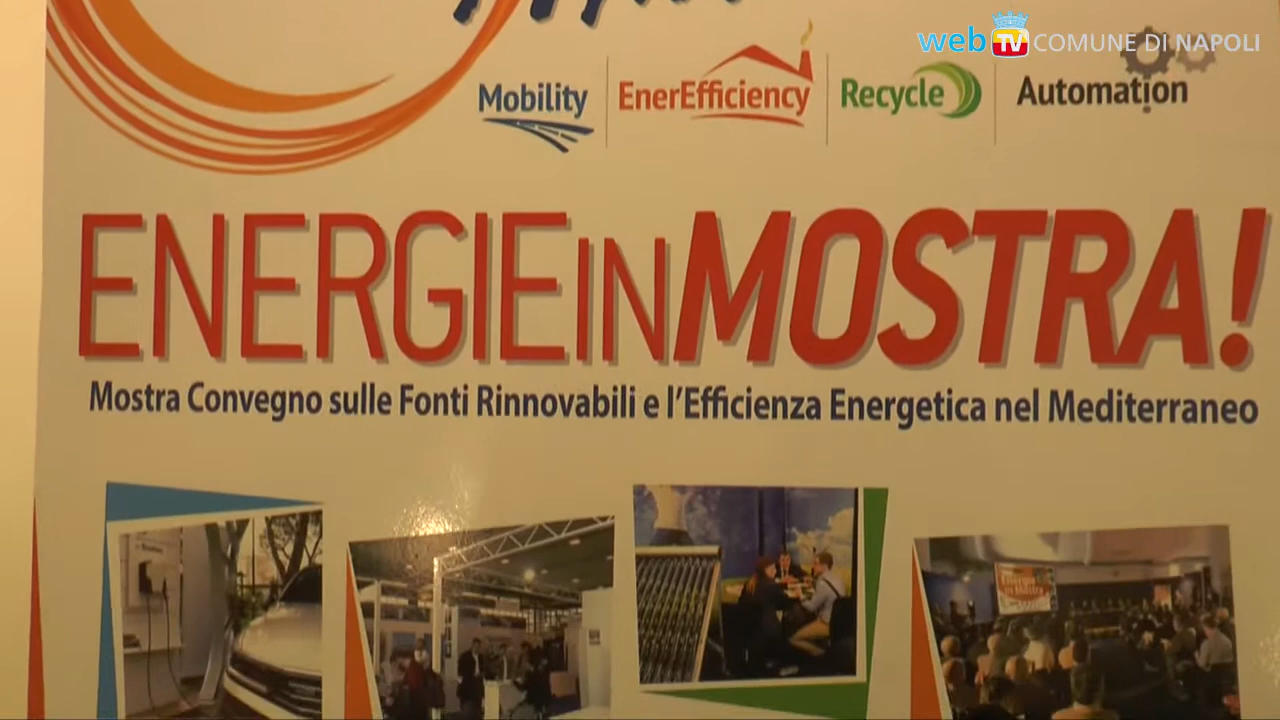 web TV COMUNE DI NAPOLI
Mobility
EnerEfficiency
Recycle
Automation
ENERGIEINMOSTRA!
Mostra Convegno sulle Fonti Rinnovabili e l'Efficienza Energetica nel Mediterraneo